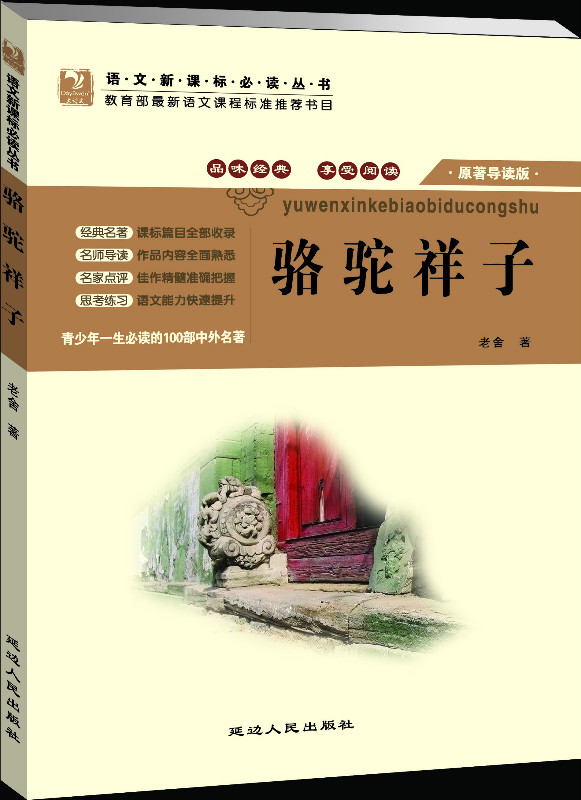 语·文·新·课·标·必·读·丛·书
教育部最新语文课程标准推荐书目
品味经典 享受阅读
·原著导读版·
yuwenxinkebiaobiducongshu
经典名著 课标篇目全部收录
名师导读 作品内容全面熟悉
名家点评 佳作精髓准确把握
思考练习 语文能力快速提升
骆驼祥子
青少年一生必读的100部中外名著
老舍 著
延边人民出版社
语文新课标必读丛书
骆驼祥子
老舍 著
延边人民出版社